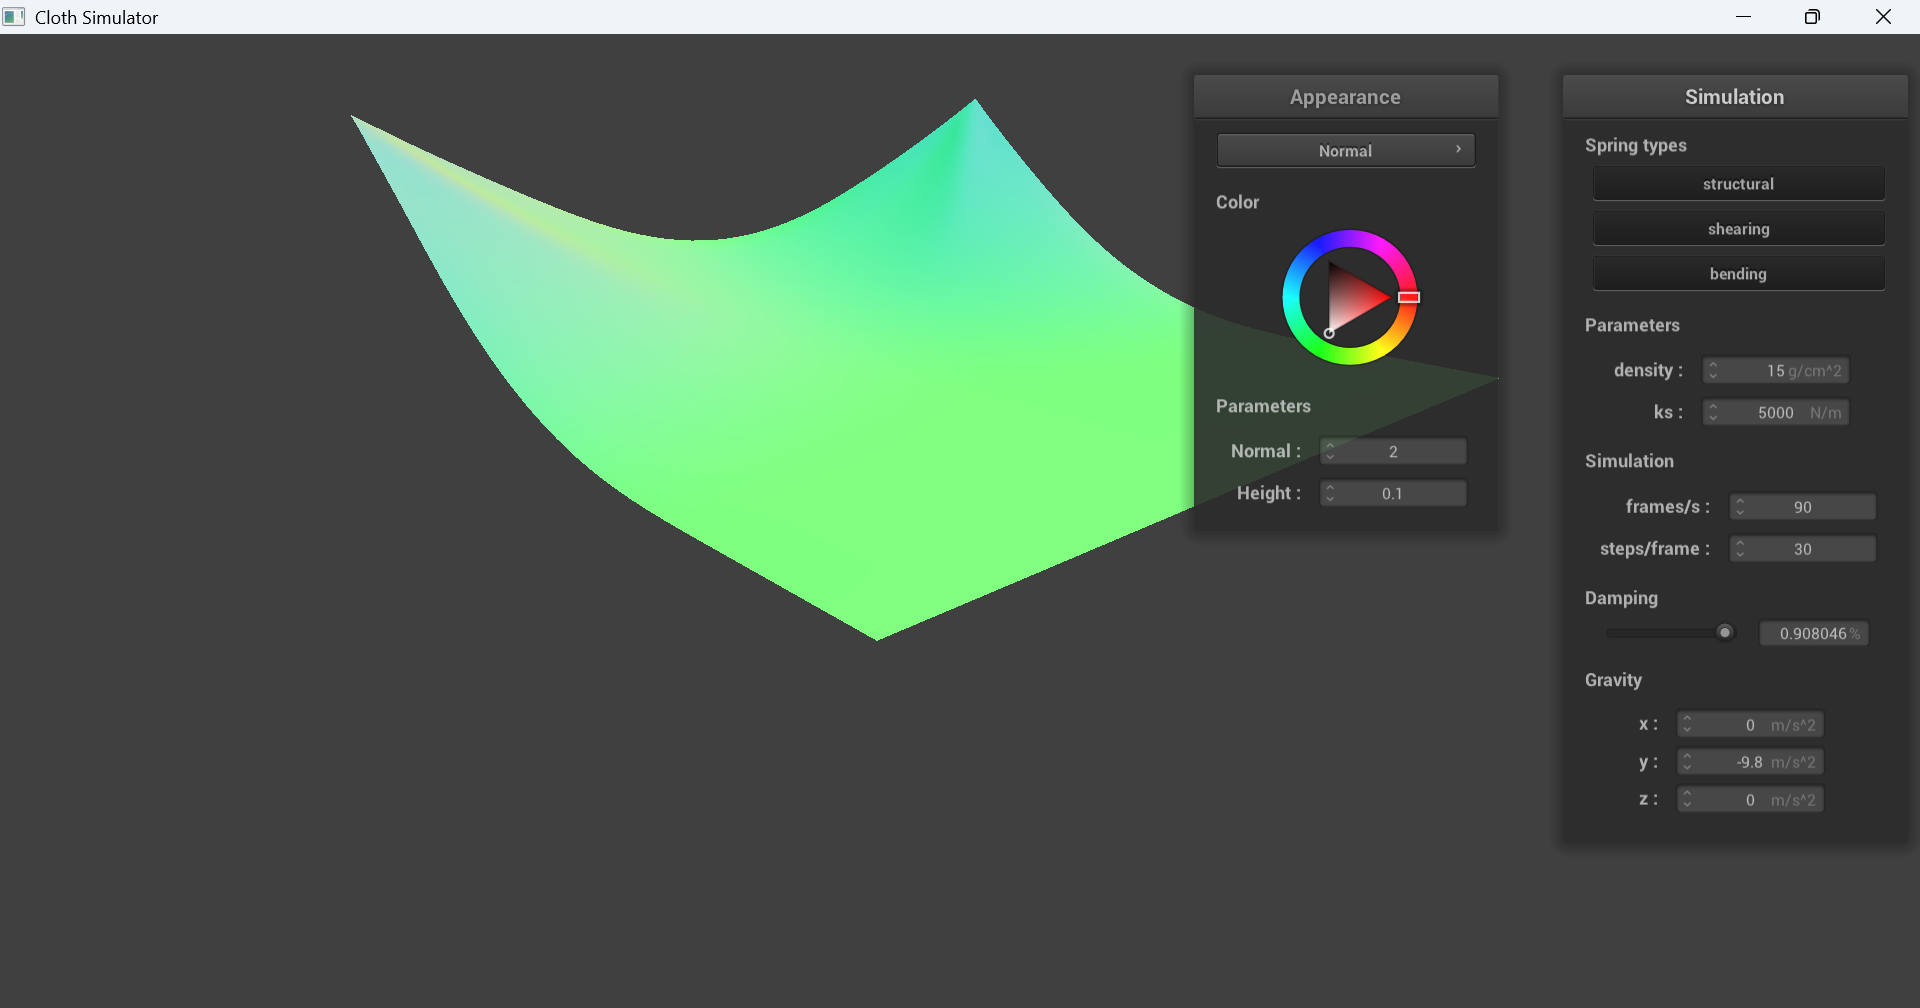 Cloth Simulator
Appearance
Normal
Color
Parameters
Normal : 2
Height : 0.1
Simulation
Spring types
structural
shearing
bending
Parameters
density : 15 g/cm^2
ks : 5000 N/m
Simulation
frames/s : 90
steps/frame : 30
Damping
0.908046 %
Gravity
x : 0 m/s^2
y : -9.8 m/s^2
z : 0 m/s^2